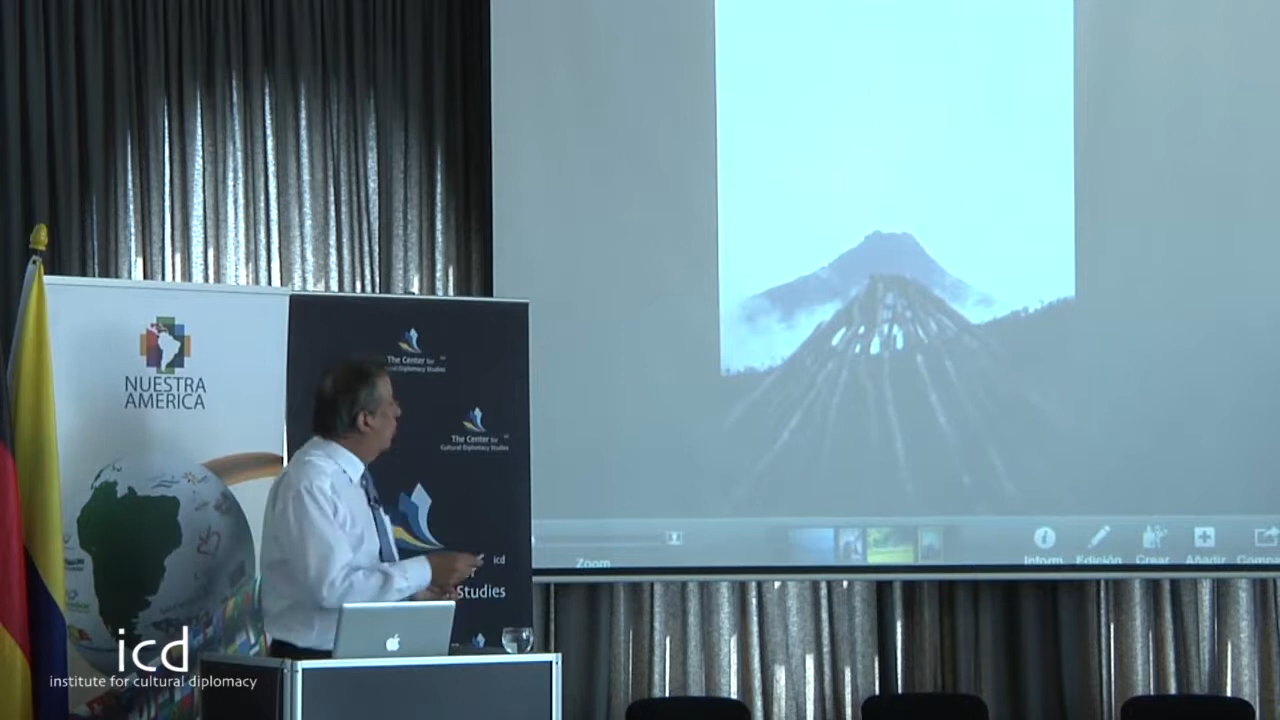 NUESTRA
AMERICA
The Center for
Cultural Diplomacy Studies
The Center for
Cultural Diplomacy Studies
icd
Studies
Zoom
Inform
Edición
Crear
Añadir
icd
institute for cultural diplomacy